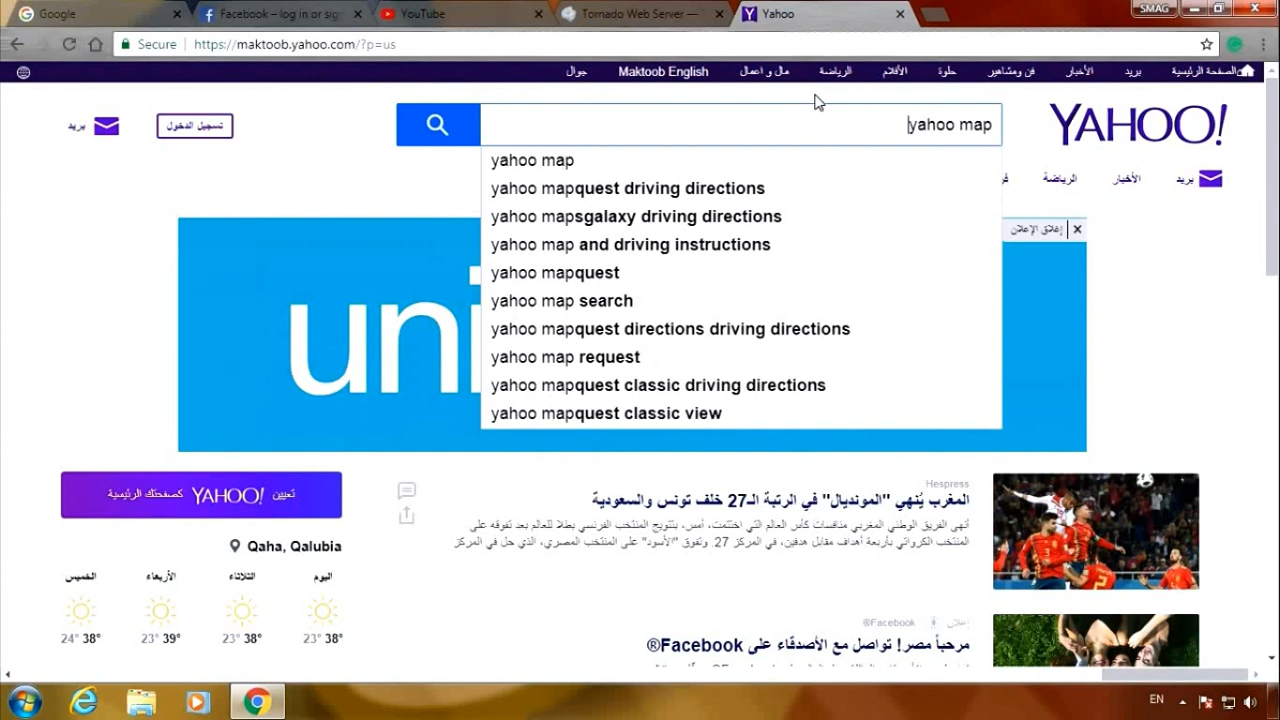 Google
Facebook – log in or sig
YouTube
Tornado Web Server —
Yahoo
SMAG
Secure
https://maktoob.yahoo.com/?p=us
الصفحة الرئيسية
بريد
الأخبار
فن ومشاهير
حلوة
الأفلام
الرياضة
مال و اعمال
Maktoob English
جوال
YAHOO!
yahoo map
تسجيل الدخول
بريد
بريد
الأخبار
الرياضة
yahoo map
yahoo mapquest driving directions
yahoo mapsgalaxy driving directions
yahoo map and driving instructions
yahoo mapquest
yahoo map search
yahoo mapquest directions driving directions
yahoo map request
yahoo mapquest classic driving directions
yahoo mapquest classic view
إغلاق الإعلان
uni
تعيين YAHOO! كصفحتك الرئيسية
Qaha, Qalubia
اليوم
الثلاثاء
الأربعاء
الخميس
23° 38°
23° 38°
23° 39°
24° 38°
Hespress
المغرب يُنهي "المونديال" في الرتبة الـ27 خلف تونس والسعودية
أنهى الفريق الوطني المغربي منافسات كأس العالم التي اختتمت، أمس، بتتويج المنتخب الفرنسي بطلا للعالم بعد تفوقه على
المنتخب الكرواتي بأربعة أهداف مقابل هدفين، في المركز 27. وتفوق "الأسود" على المنتخب المصري، الذي حل في المركز
إعلان
Facebook®
مرحباً مصر! تواصل مع الأصدقاء على Facebook®
EN